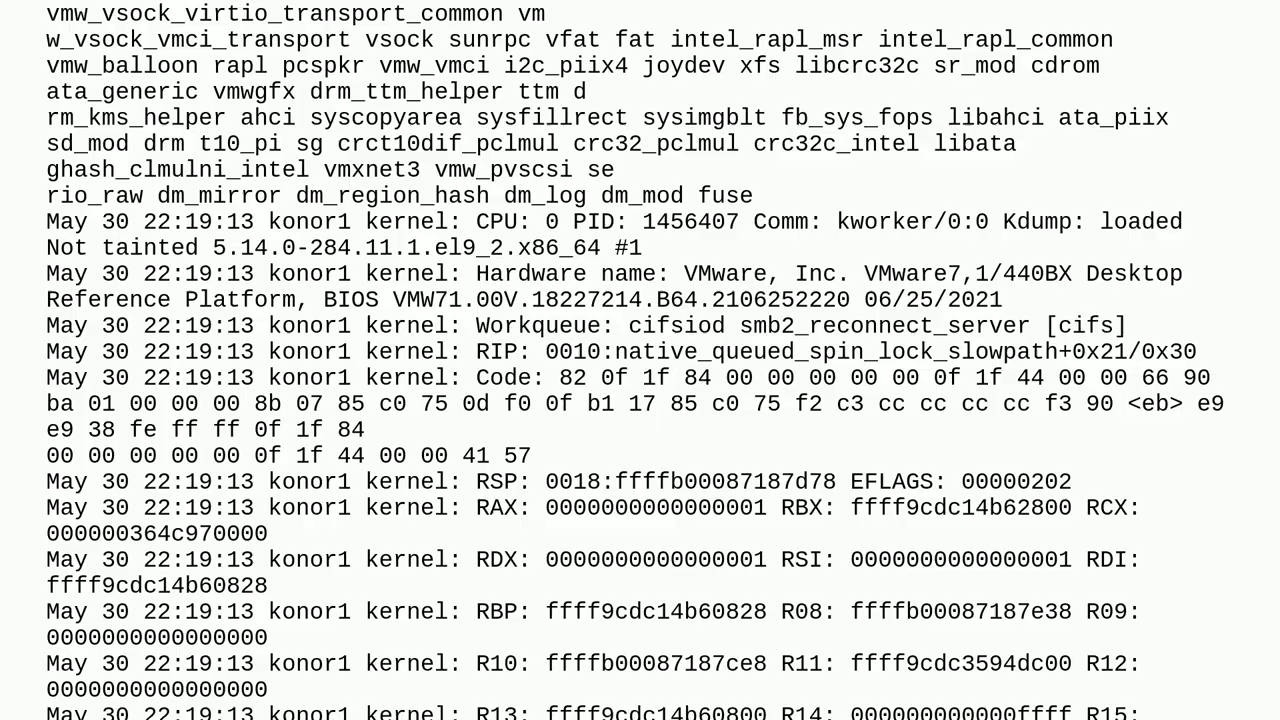 vmw_vsock_virtio_transport_common vm
w_vsock_vmci_transport vsock sunrpc vfat fat intel_rapl_msr intel_rapl_common
vmw_balloon rapl pcspkr vmw_vmci i2c_piix4 joydev xfs libcrc32c sr_mod cdrom
ata_generic vmwgfx drm_ttm_helper ttm d
rm_kms_helper ahci syscopyarea sysfillrect sysimgblt fb_sys_fops libahci ata_piix
sd_mod drm t10_pi sg crct10dif_pclmul crc32_pclmul crc32c_intel libata
ghash_clmulni_intel vmxnet3 vmw_pvscsi se
rio_raw dm_mirror dm_region_hash dm_log dm_mod fuse
May 30 22:19:13 konor1 kernel: CPU: 0 PID: 1456407 Comm: kworker/0:0 Kdump: loaded
Not tainted 5.14.0-284.11.1.el9_2.x86_64 #1
May 30 22:19:13 konor1 kernel: Hardware name: VMware, Inc. VMware7,1/440BX Desktop
Reference Platform, BIOS VMW71.00V.18227214.B64.2106252220 06/25/2021
May 30 22:19:13 konor1 kernel: Workqueue: cifsiod smb2_reconnect_server [cifs]
May 30 22:19:13 konor1 kernel: RIP: 0010:native_queued_spin_lock_slowpath+0x21/0x30
May 30 22:19:13 konor1 kernel: Code: 82 0f 1f 84 00 00 00 00 00 0f 1f 44 00 00 66 90
ba 01 00 00 00 8b 07 85 c0 75 0d f0 0f b1 17 85 c0 75 f2 c3 cc cc cc cc f3 90 <eb> e9
e9 38 fe ff ff 0f 1f 84
00 00 00 00 00 0f 1f 44 00 00 41 57
May 30 22:19:13 konor1 kernel: RSP: 0018:ffffb00087187d78 EFLAGS: 00000202
May 30 22:19:13 konor1 kernel: RAX: 0000000000000001 RBX: ffff9cdc14b62800 RCX:
000000364c970000
May 30 22:19:13 konor1 kernel: RDX: 0000000000000001 RSI: 0000000000000001 RDI:
ffff9cdc14b60828
May 30 22:19:13 konor1 kernel: RBP: ffff9cdc14b60828 R08: ffffb00087187e38 R09:
0000000000000000
May 30 22:19:13 konor1 kernel: R10: ffffb00087187ce8 R11: ffff9cdc3594dc00 R12:
0000000000000000
May 30 22:19:13 konor1 kernel: R13: ffff9cdc14b60800 R14: 000000000000ffff R15: